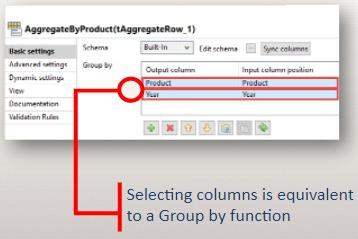 AggregateByProduct(tAggregateRow_1)
Basic settings
Advanced settings
Dynamic settings
View
Documentation
Validation Rules
Schema
Built-In
Edit schema
Sync columns
Group by
Output column
Input column position
Product
Product
Year
Year
Selecting columns is equivalent
to a Group by function